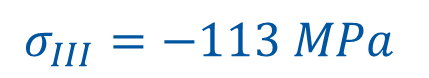 σ_III = −113 MPa